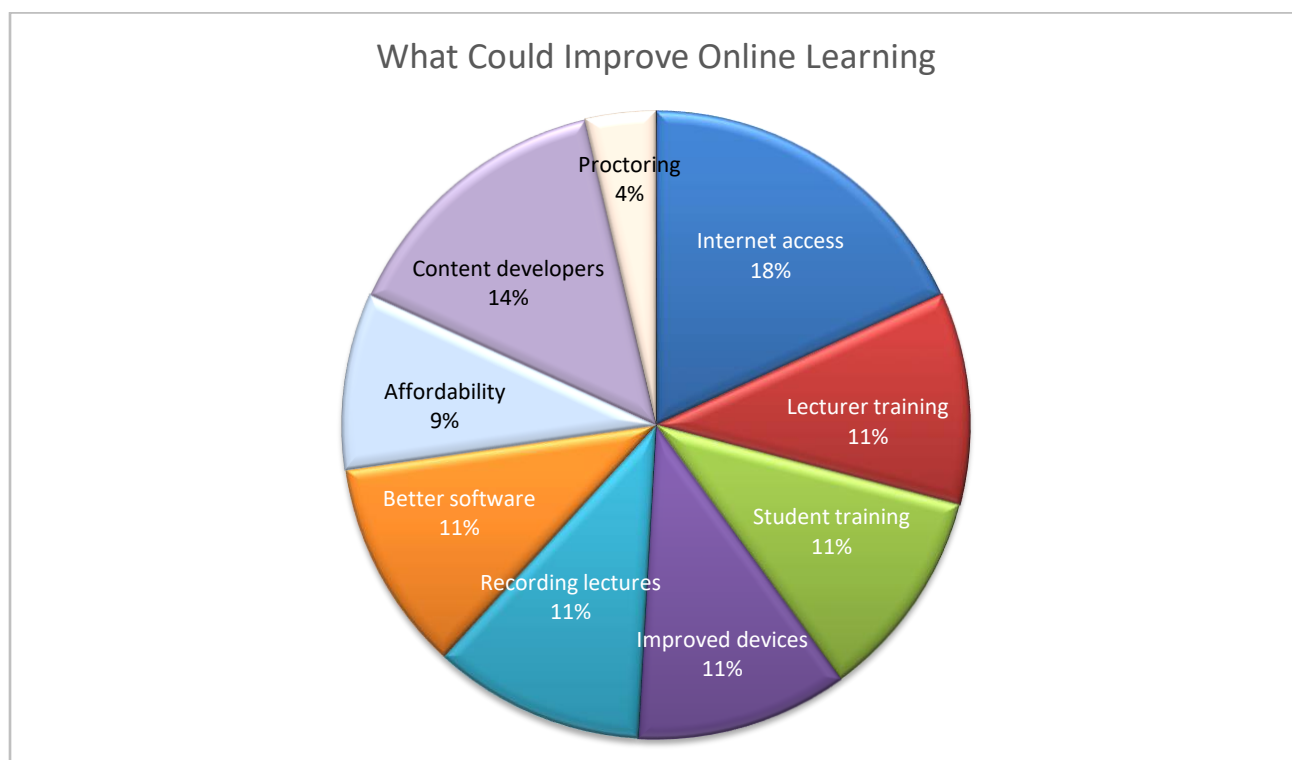 What Could Improve Online Learning
Proctoring
4%
Internet access
18%
Content developers
14%
Lecturer training
11%
Affordability
9%
Better software
11%
Student training
11%
Recording lectures
11%
Improved devices
11%